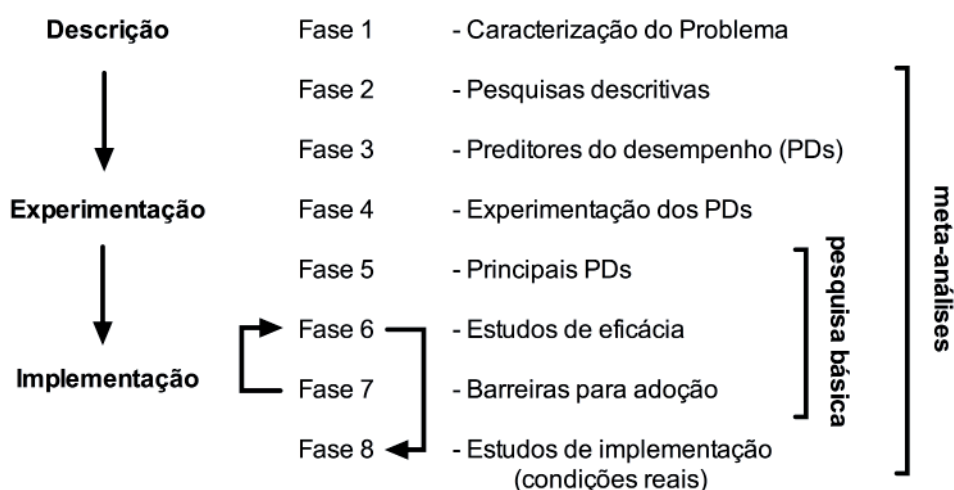 Descrição Fase 1 - Caracterização do Problema
Fase 2 - Pesquisas descritivas
Fase 3 - Preditores do desempenho (PDs)
Experimentação Fase 4 - Experimentação dos PDs
Fase 5 - Principais PDs
Fase 6 - Estudos de eficácia
Implementação Fase 7 - Barreiras para adoção
Fase 8 - Estudos de implementação
(condições reais)
pesquisa básica
meta-análises